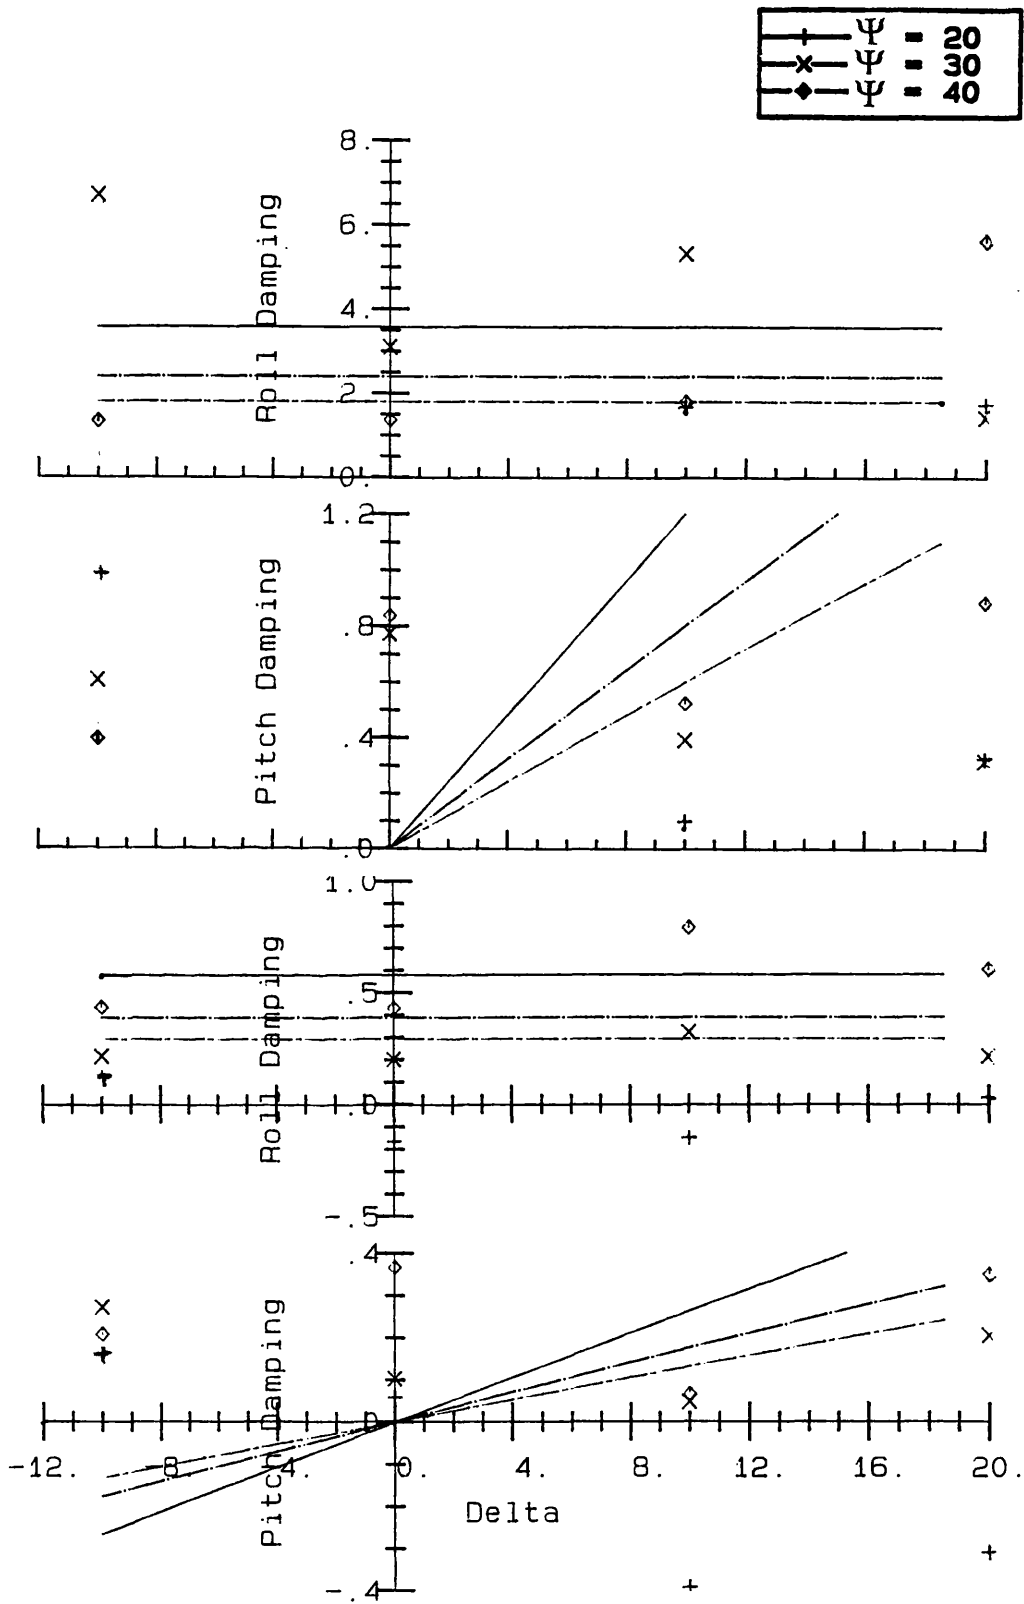 Ψ = 20
Ψ = 30
Ψ = 40
8.
6.
4.
2.
0.
Roll Damping
1.2
.8
.4
.0
Pitch Damping
1.0
.5
.0
-.5
Roll Damping
.4
.0
-.4
Pitch Damping
-12. -8. -4. 0. 4. 8. 12. 16. 20.
Delta